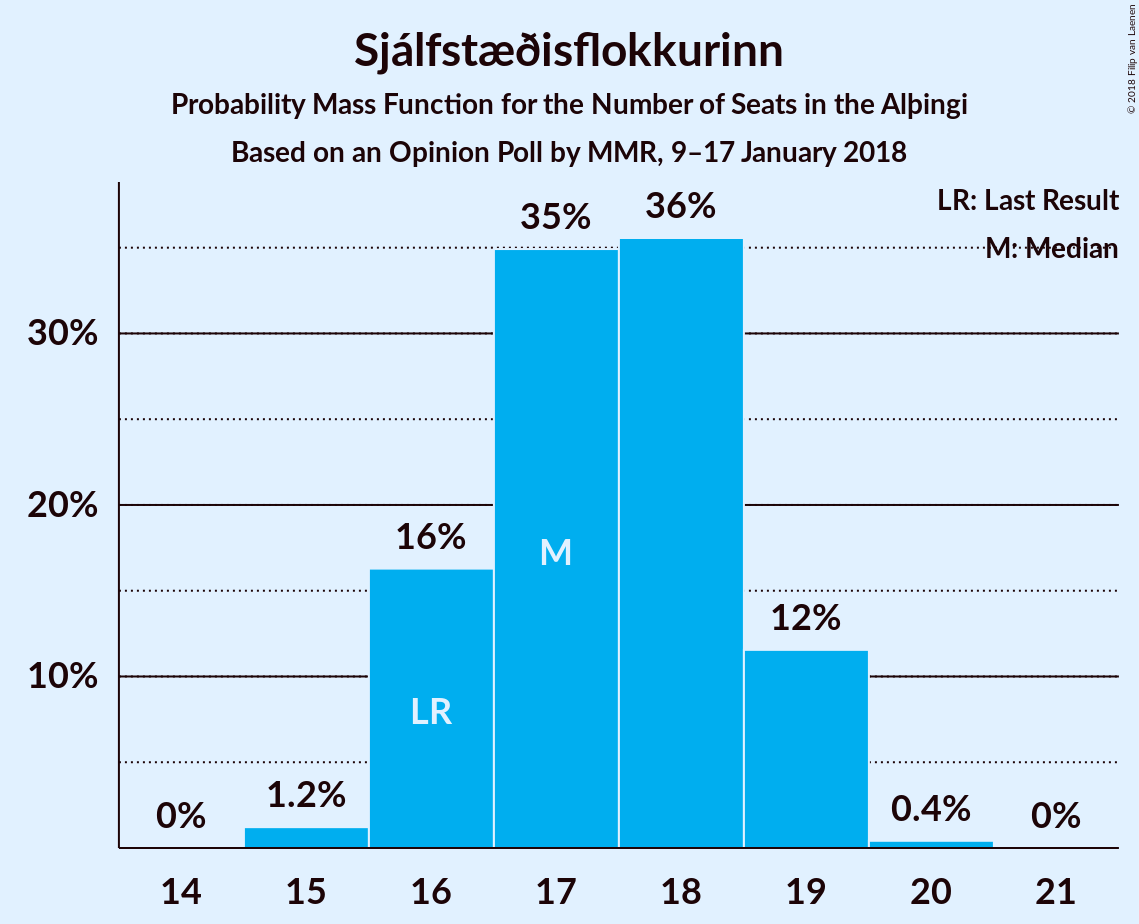 Sjálfstæðisflokkurinn
Probability Mass Function for the Number of Seats in the Alþingi
Based on an Opinion Poll by MMR, 9–17 January 2018
© 2018 Filip van Laenen
LR: Last Result
M: Median
35%
36%
30%
20%
16%
M
12%
10%
LR
1.2%
0.4%
0%
0%
14 15 16 17 18 19 20 21